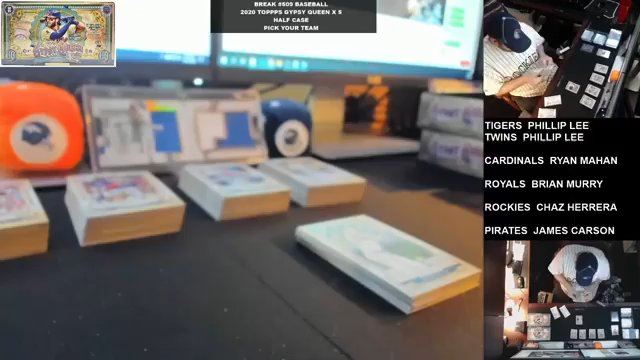 BREAK #509 BASEBALL
2020 TOPPPS GYPSY QUEEN X 5
HALF CASE
PICK YOUR TEAM
TIGERS PHILLIP LEE
TWINS PHILLIP LEE
CARDINALS RYAN MAHAN
ROYALS BRIAN MURRY
ROCKIES CHAZ HERRERA
PIRATES JAMES CARSON